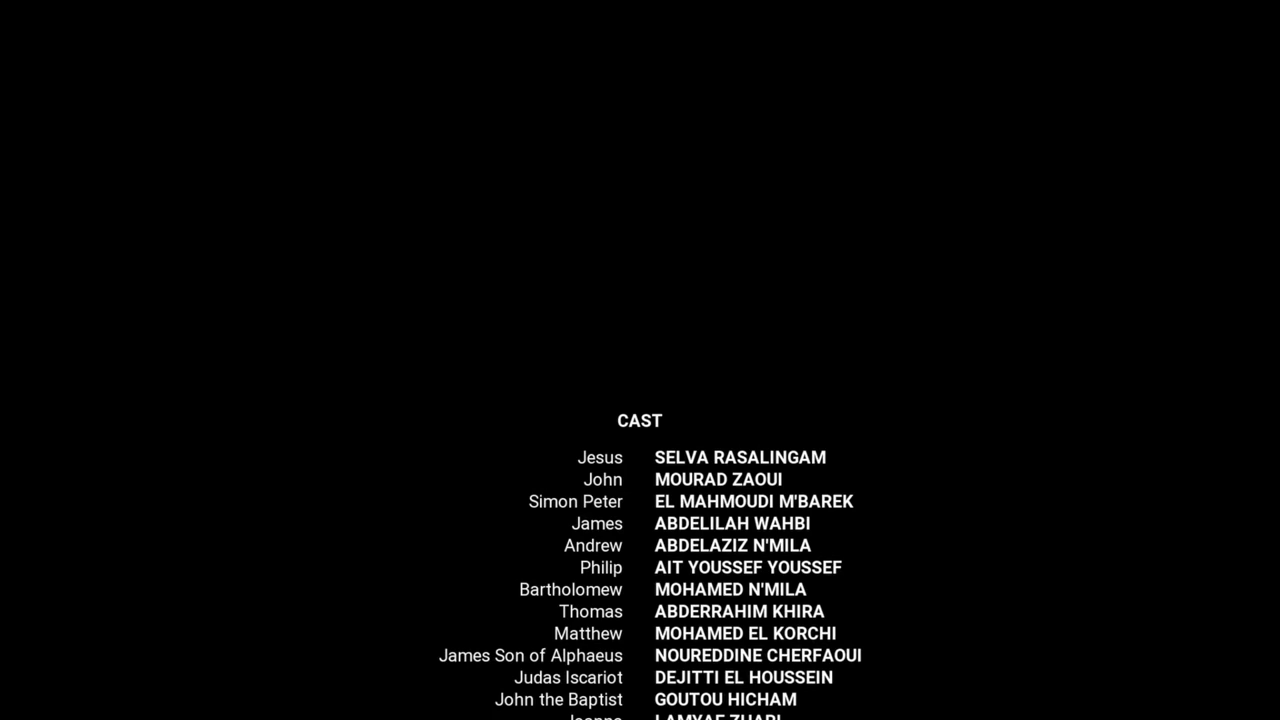 CAST
Jesus SELVA RASALINGAM
John MOURAD ZAOUI
Simon Peter EL MAHMOUDI M'BAREK
James ABDELILAH WAHBI
Andrew ABDELAZIZ N'MILA
Philip AIT YOUSSEF YOUSSEF
Bartholomew MOHAMED N'MILA
Thomas ABDERRAHIM KHIRA
Matthew MOHAMED EL KORCHI
James Son of Alphaeus NOUREDDINE CHERFAOUI
Judas Iscariot DEJITTI EL HOUSSEIN
John the Baptist GOUTOU HICHAM